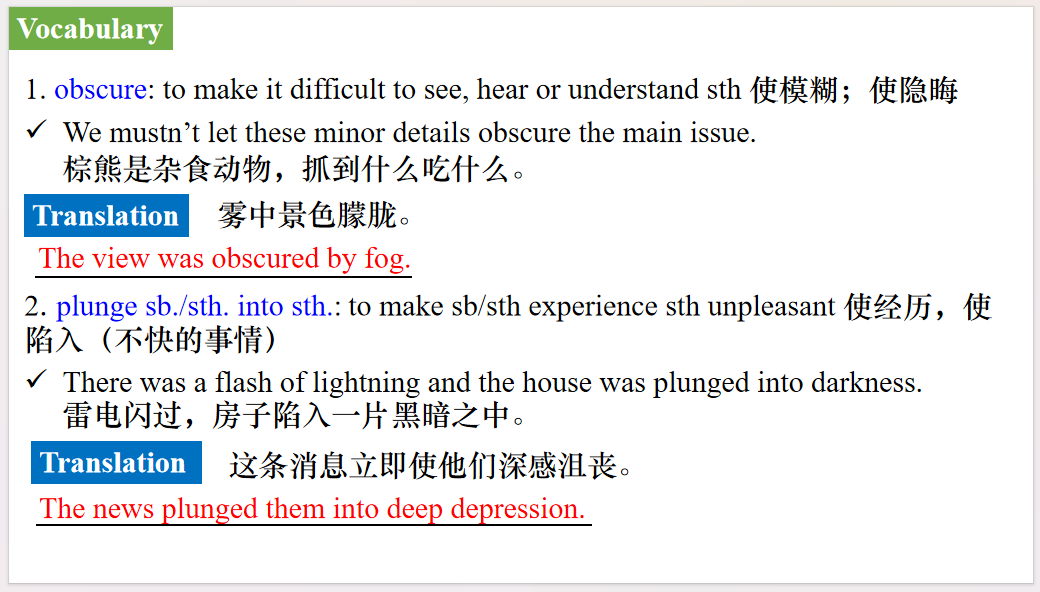 Vocabulary
1. obscure: to make it difficult to see, hear or understand sth 使模糊；使隐晦
✓ We mustn’t let these minor details obscure the main issue.
棕熊是杂食动物，抓到什么吃什么。
Translation 雾中景色朦胧。
The view was obscured by fog.
2. plunge sb./sth. into sth.: to make sb/sth experience sth unpleasant 使经历，使
陷入（不快的事情）
✓ There was a flash of lightning and the house was plunged into darkness.
雷电闪过，房子陷入一片黑暗之中。
Translation 这条消息立即使他们深感沮丧。
The news plunged them into deep depression.